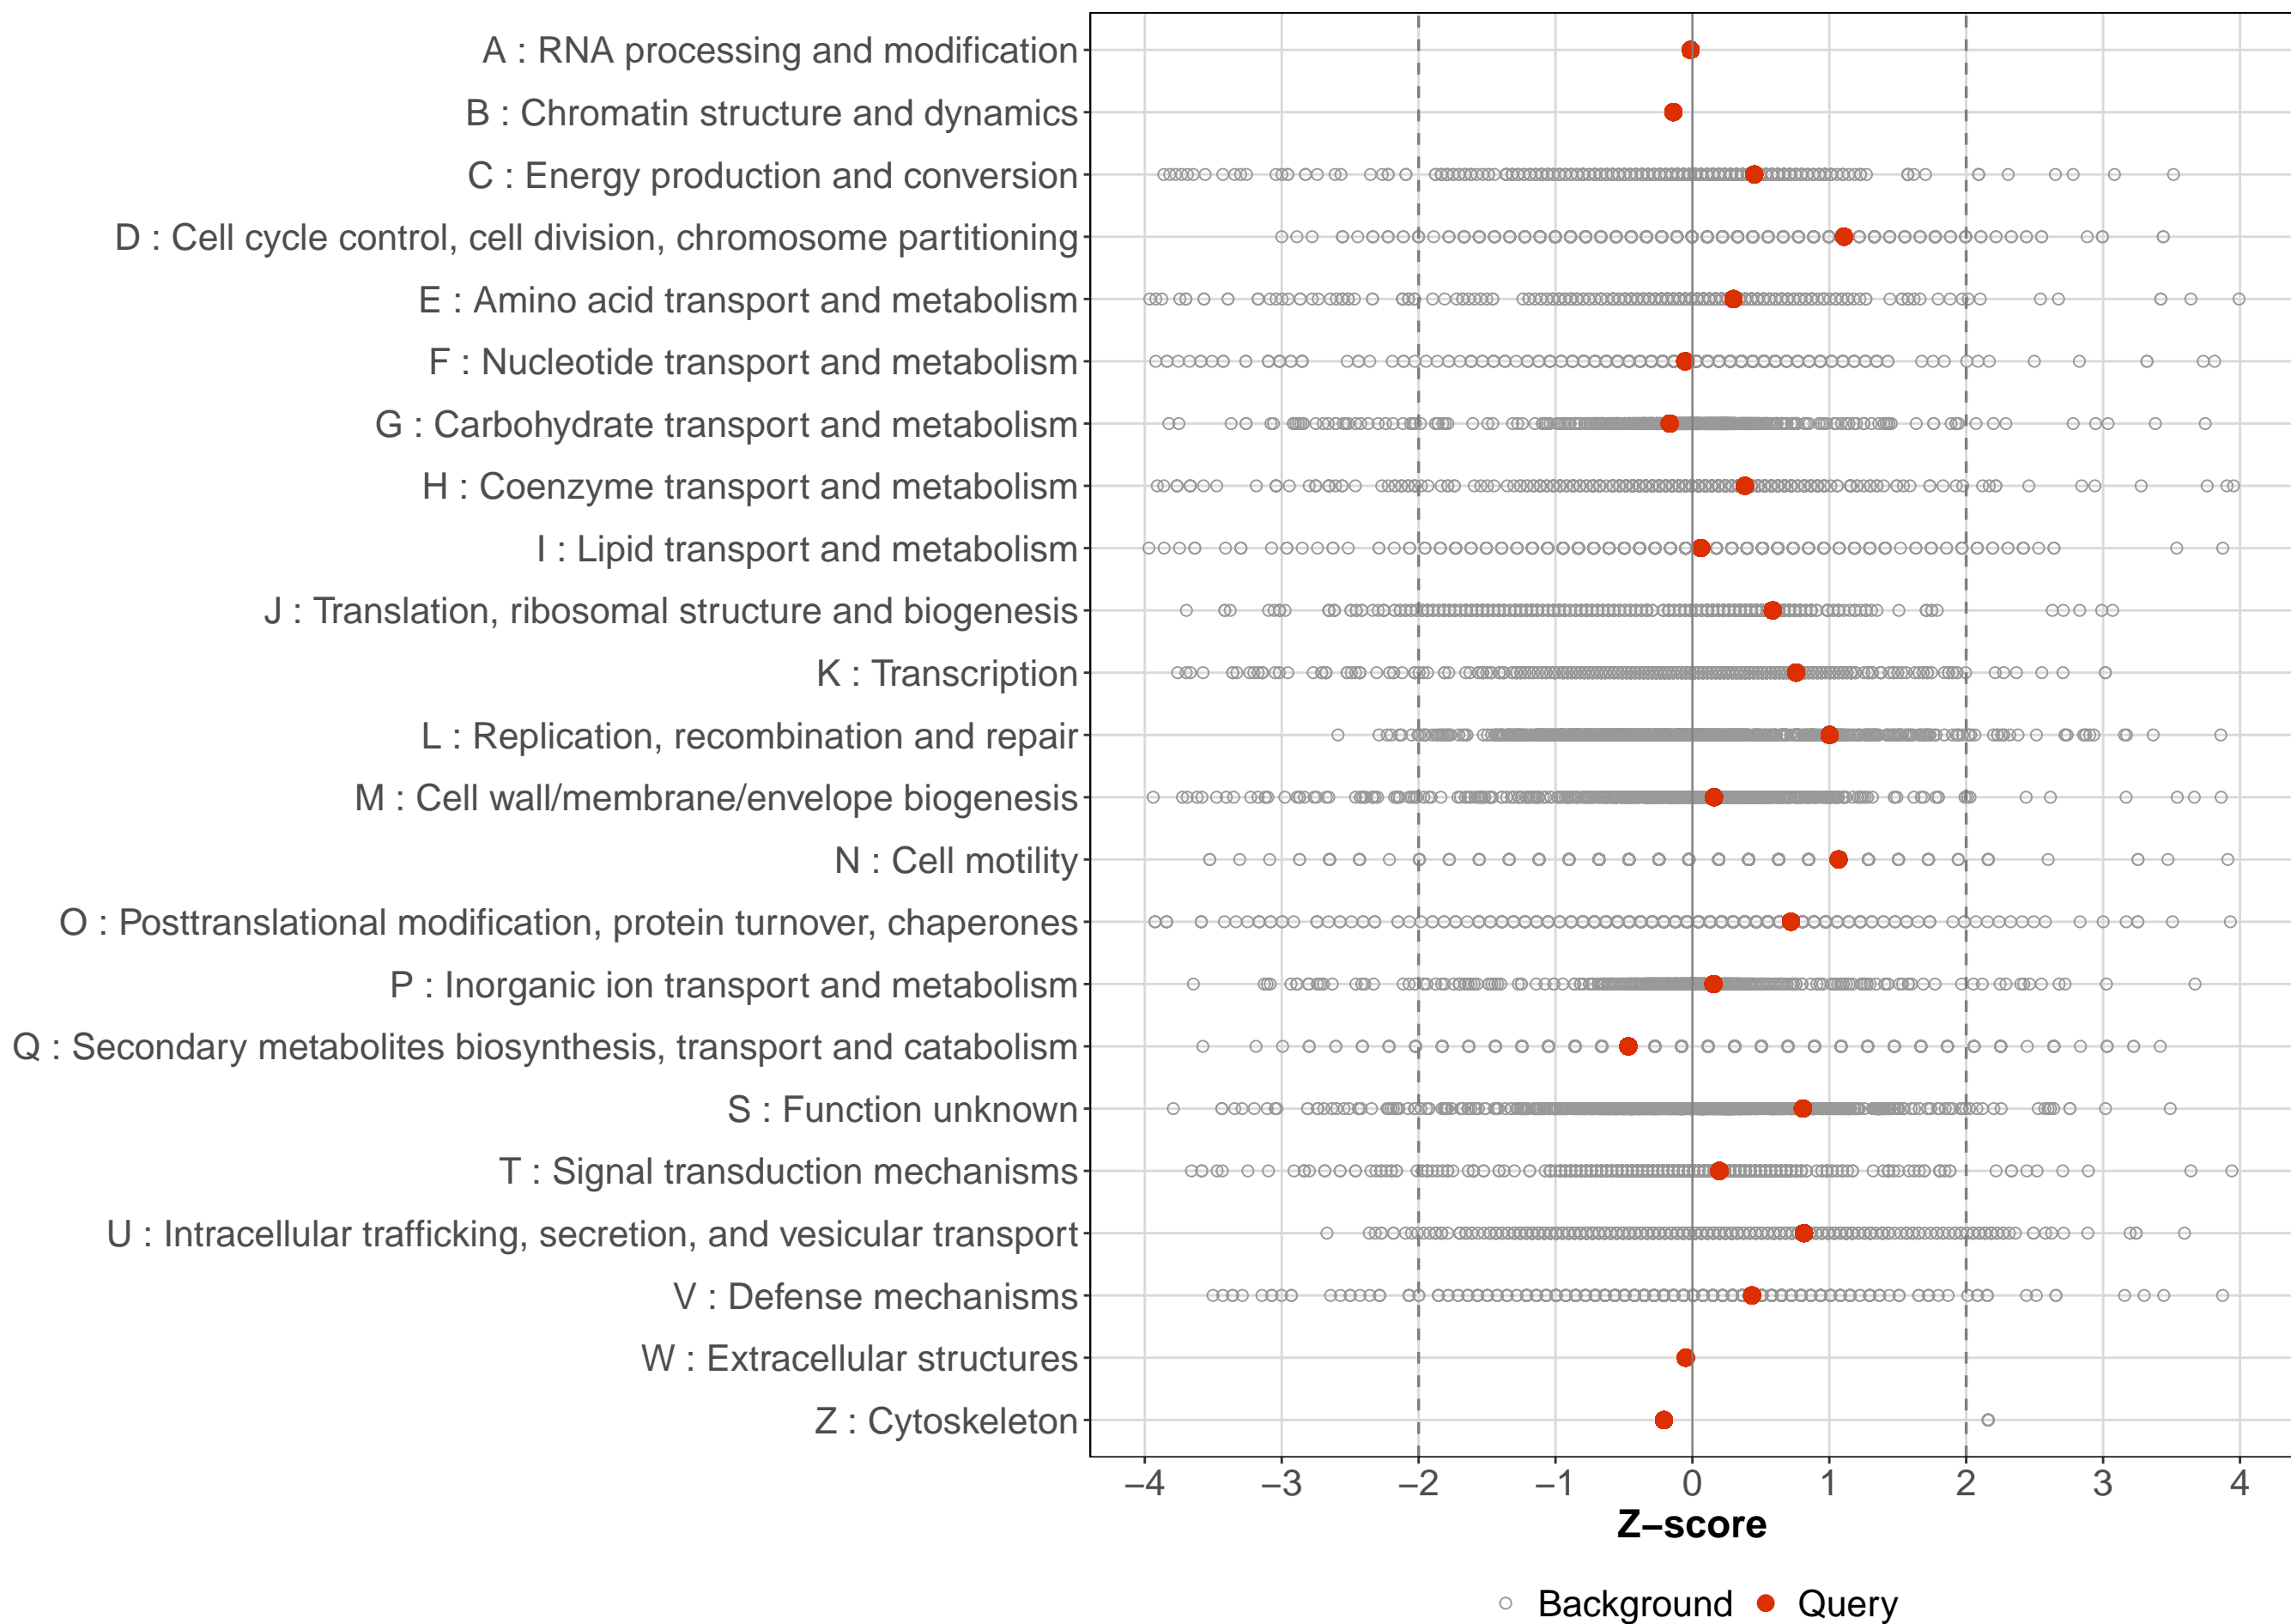 A : RNA processing and modification
B : Chromatin structure and dynamics
C : Energy production and conversion
D : Cell cycle control, cell division, chromosome partitioning
E : Amino acid transport and metabolism
F : Nucleotide transport and metabolism
G : Carbohydrate transport and metabolism
H : Coenzyme transport and metabolism
I : Lipid transport and metabolism
J : Translation, ribosomal structure and biogenesis
K : Transcription
L : Replication, recombination and repair
M : Cell wall/membrane/envelope biogenesis
N : Cell motility
O : Posttranslational modification, protein turnover, chaperones
P : Inorganic ion transport and metabolism
Q : Secondary metabolites biosynthesis, transport and catabolism
S : Function unknown
T : Signal transduction mechanisms
U : Intracellular trafficking, secretion, and vesicular transport
V : Defense mechanisms
W : Extracellular structures
Z : Cytoskeleton
−4 −3 −2 −1 0 1 2 3 4
Z−score
Background Query